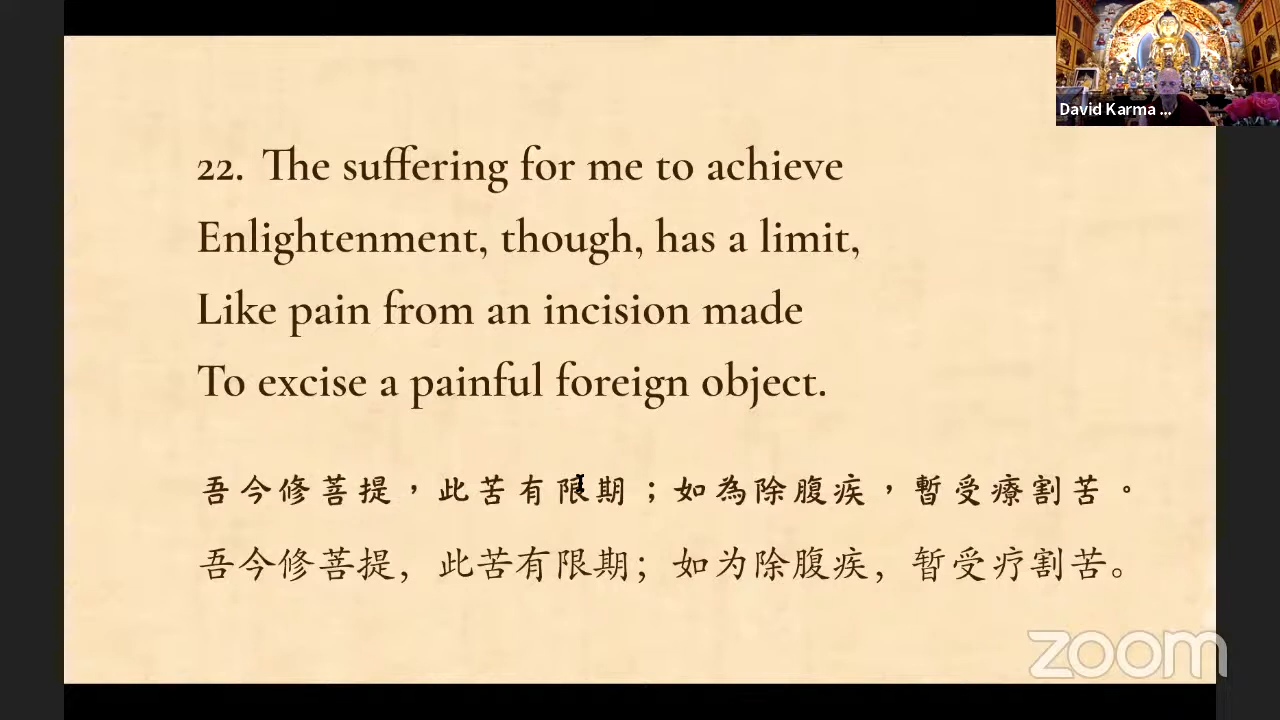 David Karma ...
22. The suffering for me to achieve
Enlightenment, though, has a limit,
Like pain from an incision made
To excise a painful foreign object.
吾今修菩提，此苦有限期；如為除腹疾，暫受療割苦。
吾今修菩提，此苦有限期；如为除腹疾，暂受疗割苦。
zoom